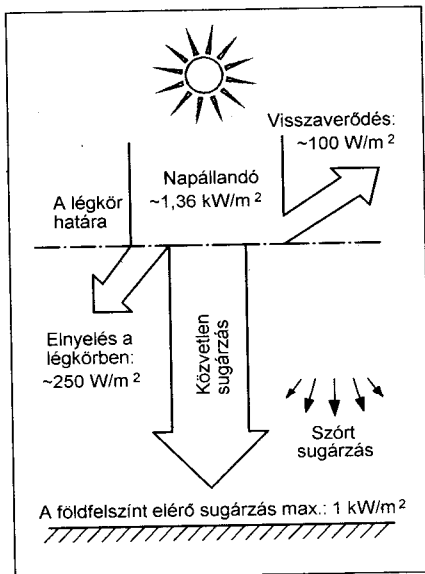 Visszaverődés:
~100 W/m²
Napállandó
~1,36 kW/m²
A légkör
határa
Elnyelés a
légkörben:
~250 W/m²
Közvetlen
sugárzás
Szórt
sugárzás
A földfelszínt elérő sugárzás max.: 1 kW/m²